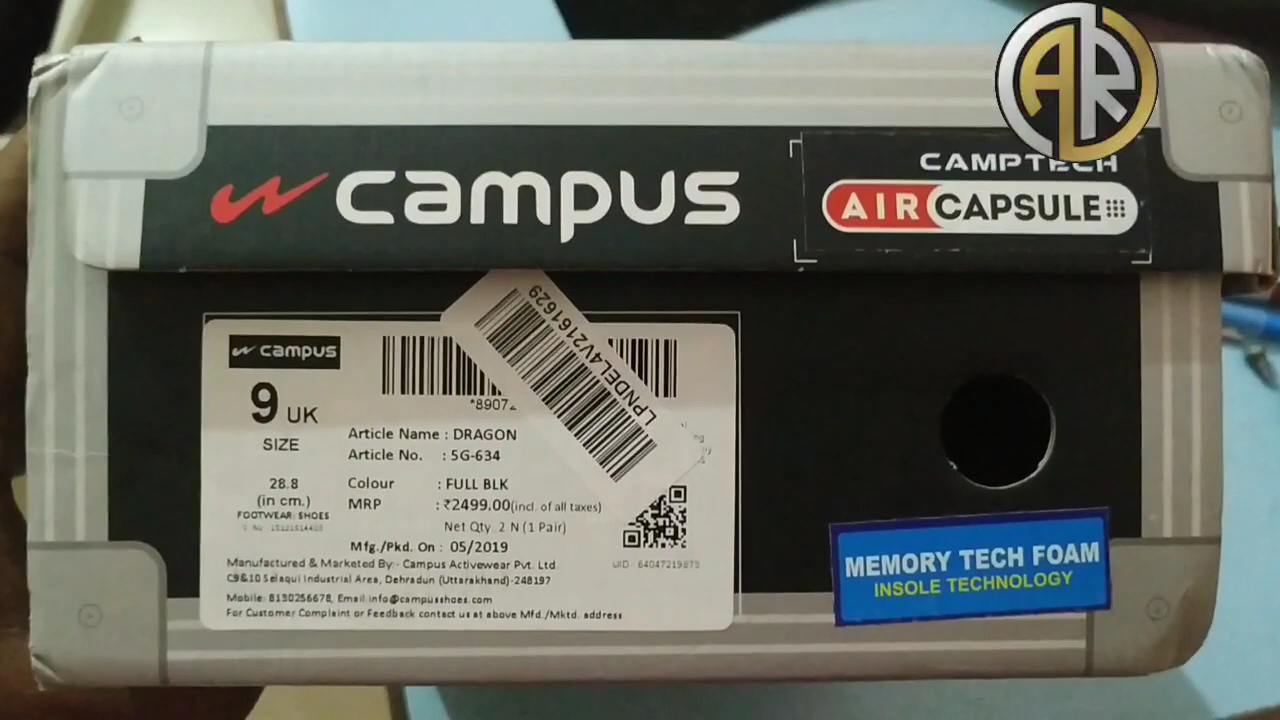 AR
CAMPUS
CAMPTECH
AIR CAPSULE
CAMPUS
9 UK
SIZE
28.8
(in cm.)
FOOTWEAR: SHOES
*89072
LPNDEL4V2161629
Article Name : DRAGON
Article No. : 5G-634
Colour : FULL BLK
MRP : ₹2499.00(incl. of all taxes)
Net Qty. 2 N (1 Pair)
Mfg./Pkd. On : 05/2019
UID
Manufactured & Marketed By:- Campus Activewear Pvt. Ltd.
C9&10 Selaqui Industrial Area, Dehradun (Uttarakhand)-248197
Mobile: 8130256678, Email:info@campusshoes.com
For Customer Complaint or Feedback contact us at above Mfd./Mktd. address
MEMORY TECH FOAM
INSOLE TECHNOLOGY